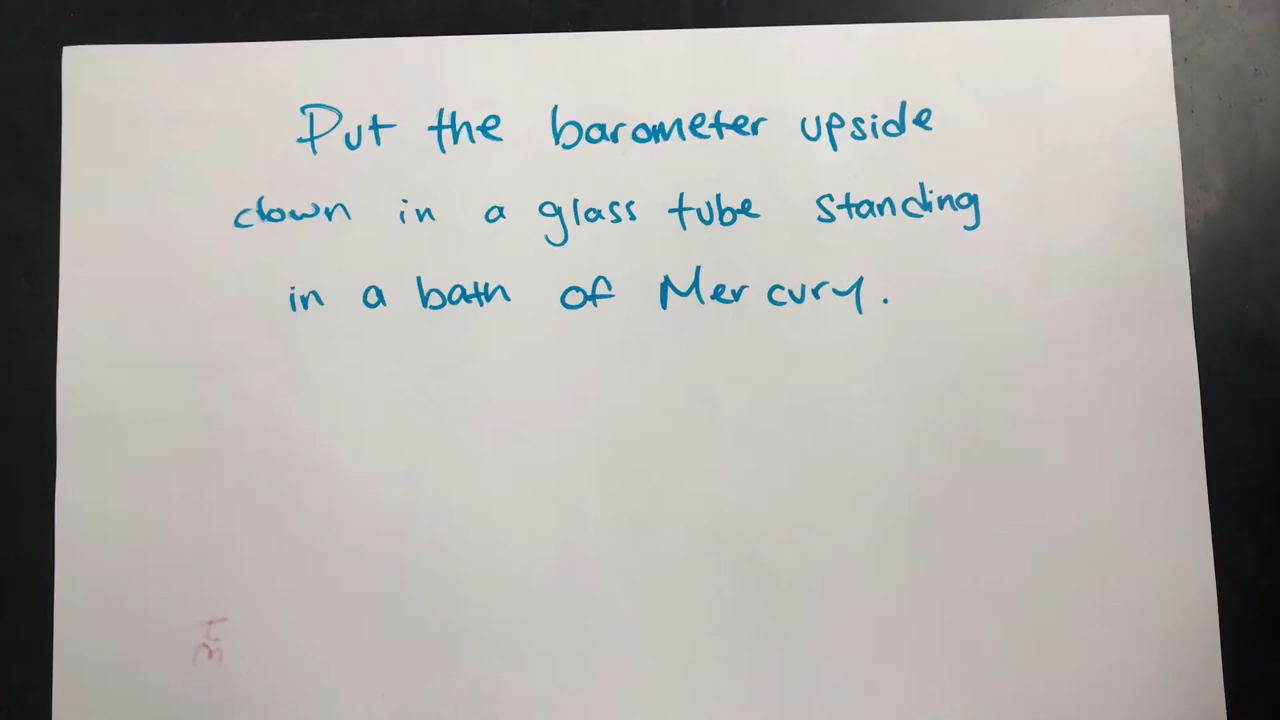 Put the barometer upside
down in a glass tube standing
in a bath of Mercury.